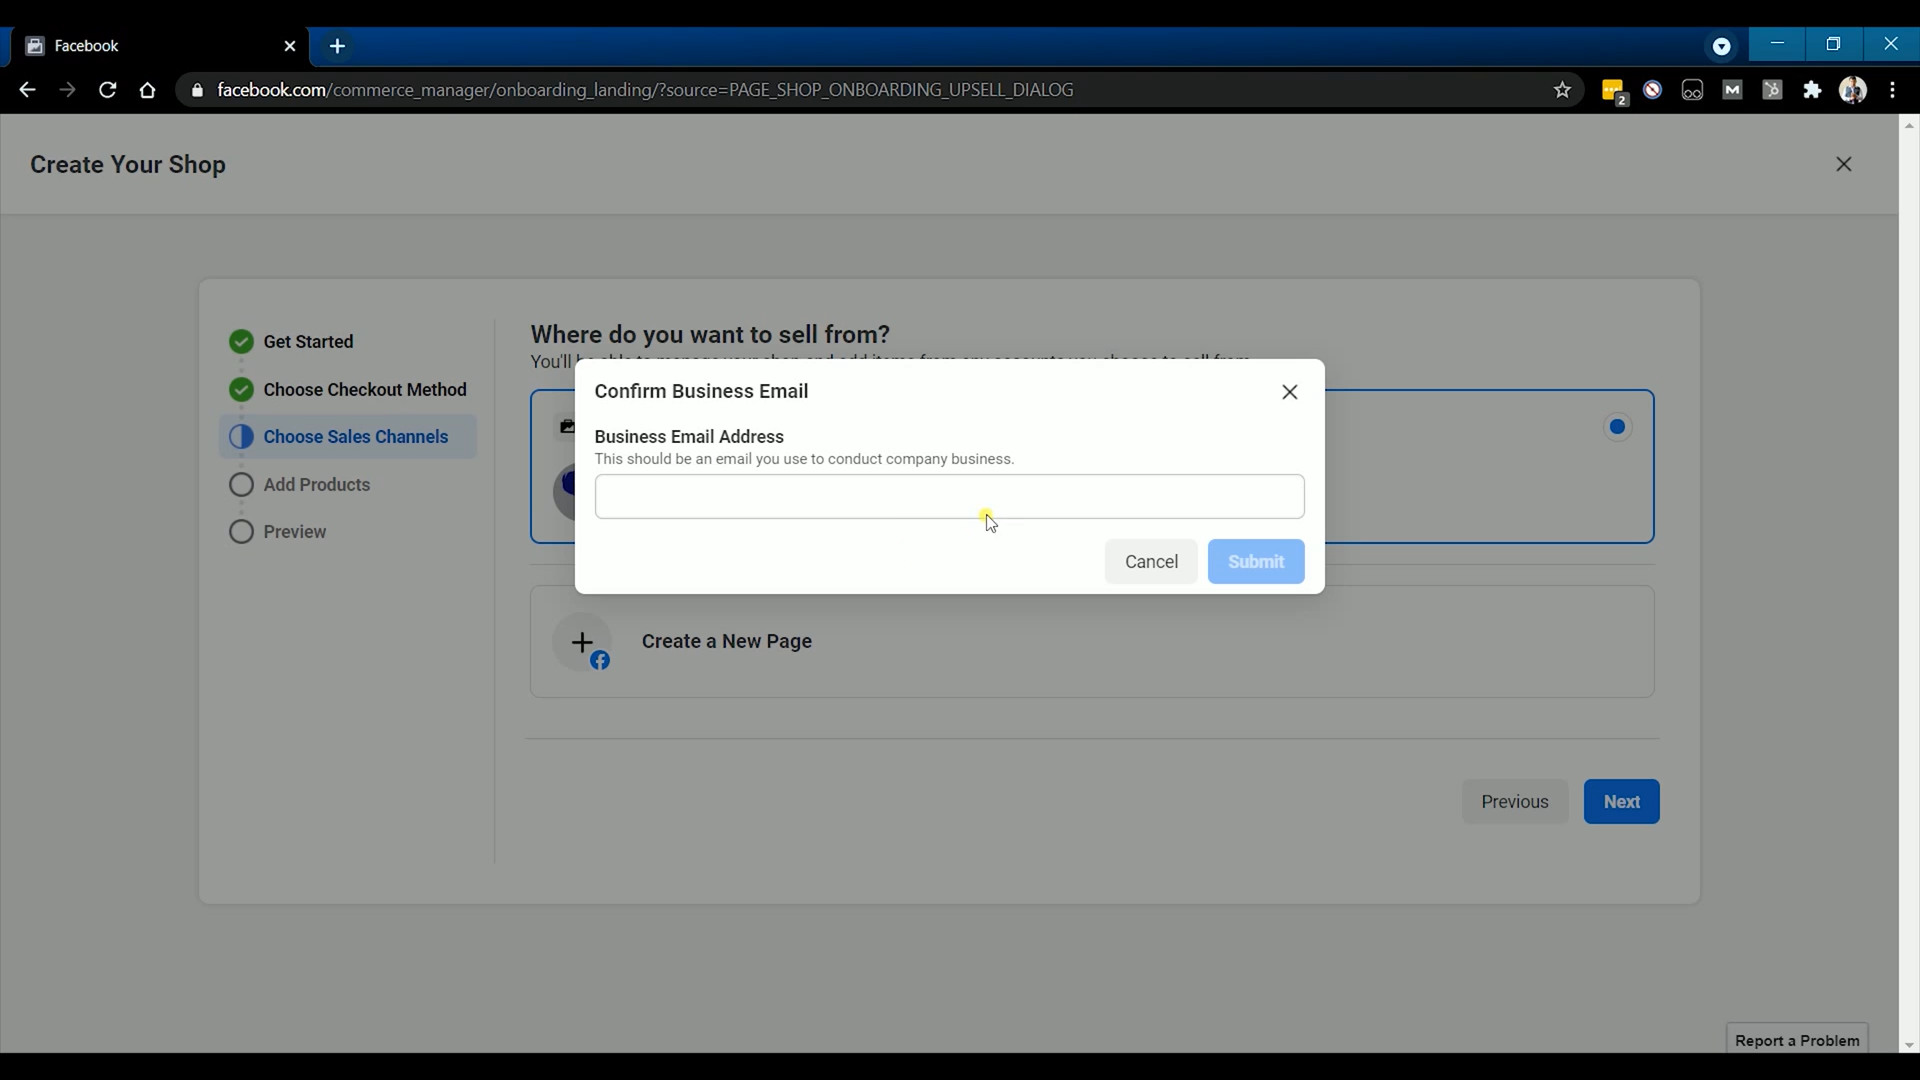 Facebook
facebook.com/commerce_manager/onboarding_landing/?source=PAGE_SHOP_ONBOARDING_UPSELL_DIALOG
2
M
Create Your Shop
Get Started
Choose Checkout Method
Choose Sales Channels
Add Products
Preview
Where do you want to sell from?
You'll be able to manage your shop and add items from any accounts you choose to sell from.
Confirm Business Email
Business Email Address
This should be an email you use to conduct company business.
Cancel
Submit
Create a New Page
Previous
Next
Report a Problem